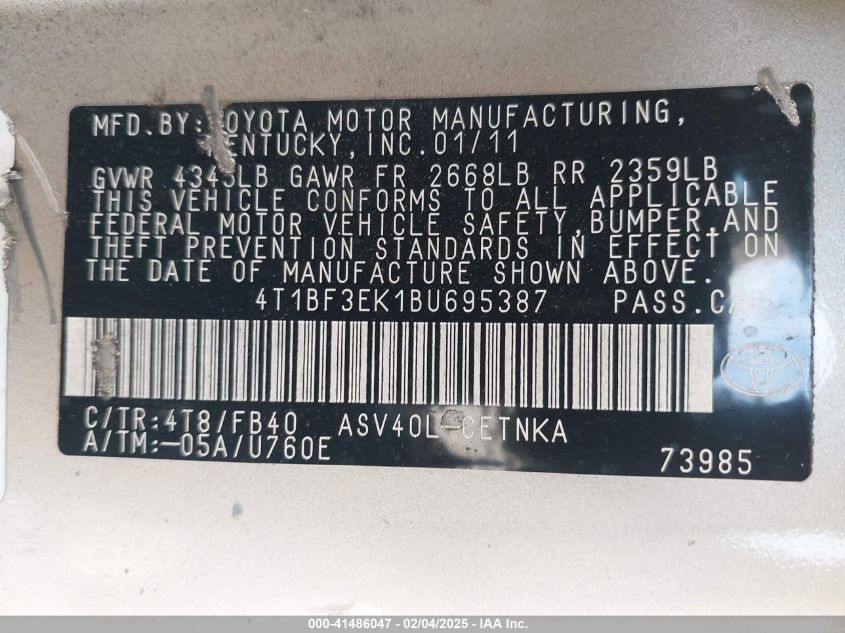 MFD.BY:TOYOTA MOTOR MANUFACTURING,
KENTUCKY,INC.01/11
GVWR 4343LB GAWR FR 2668LB RR 2359LB
THIS VEHICLE CONFORMS TO ALL APPLICABLE
FEDERAL MOTOR VEHICLE SAFETY,BUMPER,AND
THEFT PREVENTION STANDARDS IN EFFECT ON
THE DATE OF MANUFACTURE SHOWN ABOVE.
4T1BF3EK1BU695387 PASS.CAR
C/TR:4T8/FB40 ASV40L-CETNKA
A/TM:-05A/U760E
73985
000-41486047 - 02/04/2025 - IAA Inc.